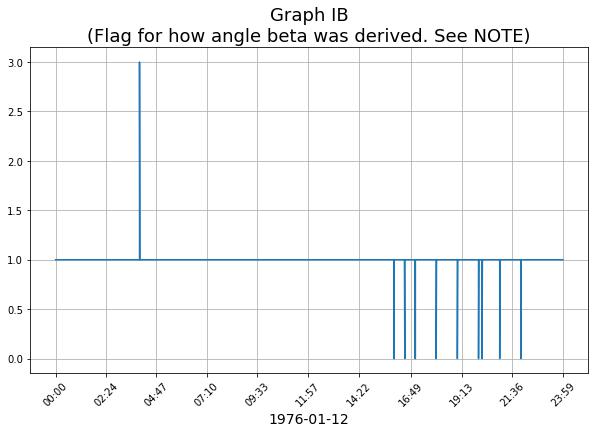 Graph IB
(Flag for how angle beta was derived. See NOTE)
3.0
2.5
2.0
1.5
1.0
0.5
0.0
00:00 02:24 04:47 07:10 09:33 11:57 14:22 16:49 19:13 21:36 23:59
1976-01-12